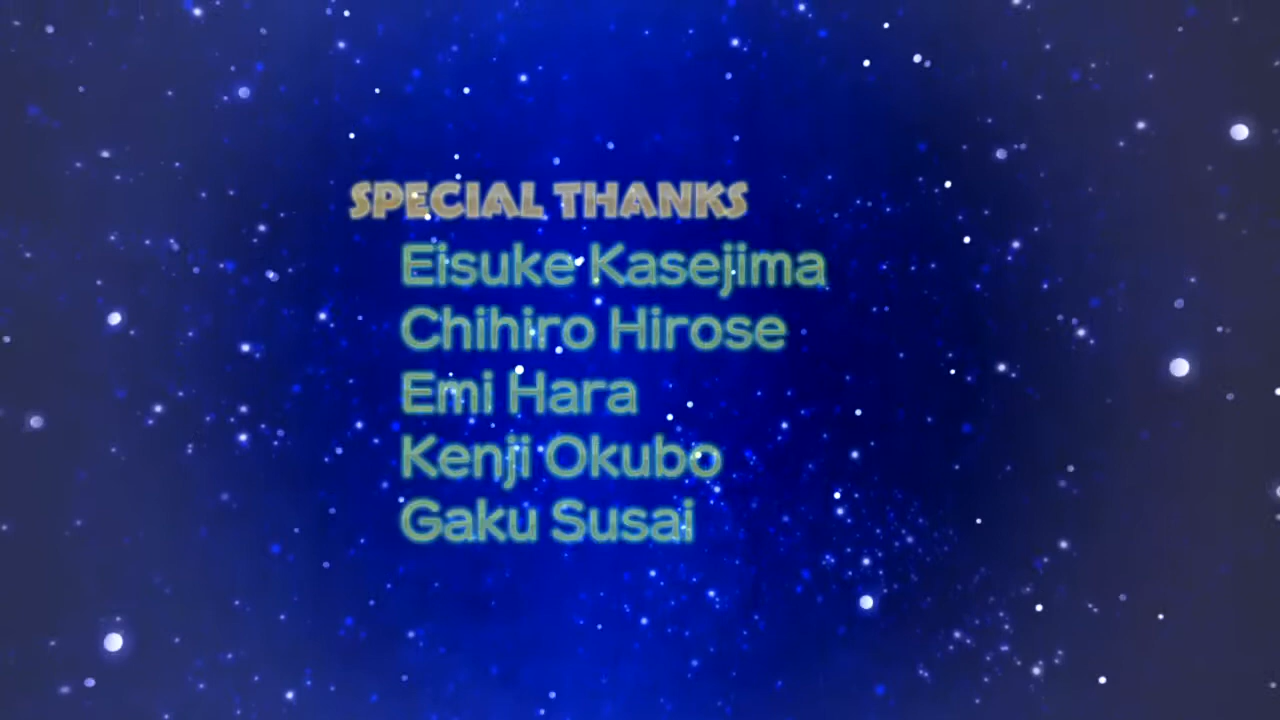 SPECIAL THANKS
Eisuke Kasejima
Chihiro Hirose
Emi Hara
Kenji Okubo
Gaku Susai